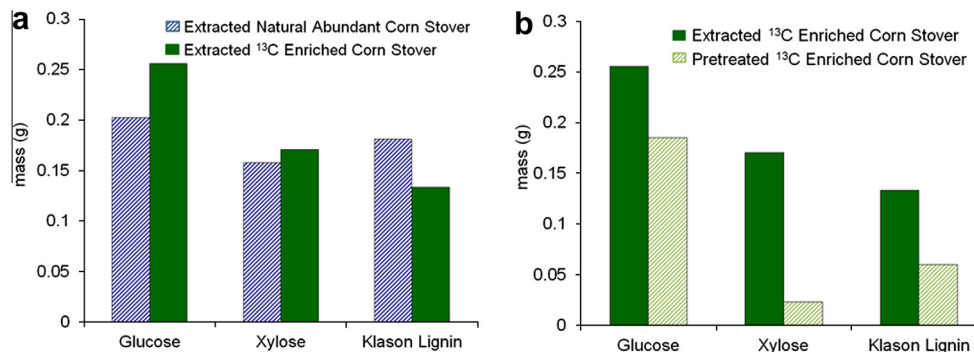 a
Extracted Natural Abundant Corn Stover
Extracted ¹³C Enriched Corn Stover
0.3
0.25
0.2
0.15
0.1
0.05
0
mass (g)
Glucose Xylose Klason Lignin
b
Extracted ¹³C Enriched Corn Stover
Pretreated ¹³C Enriched Corn Stover
0.3
0.25
0.2
0.15
0.1
0.05
0
mass (g)
Glucose Xylose Klason Lignin